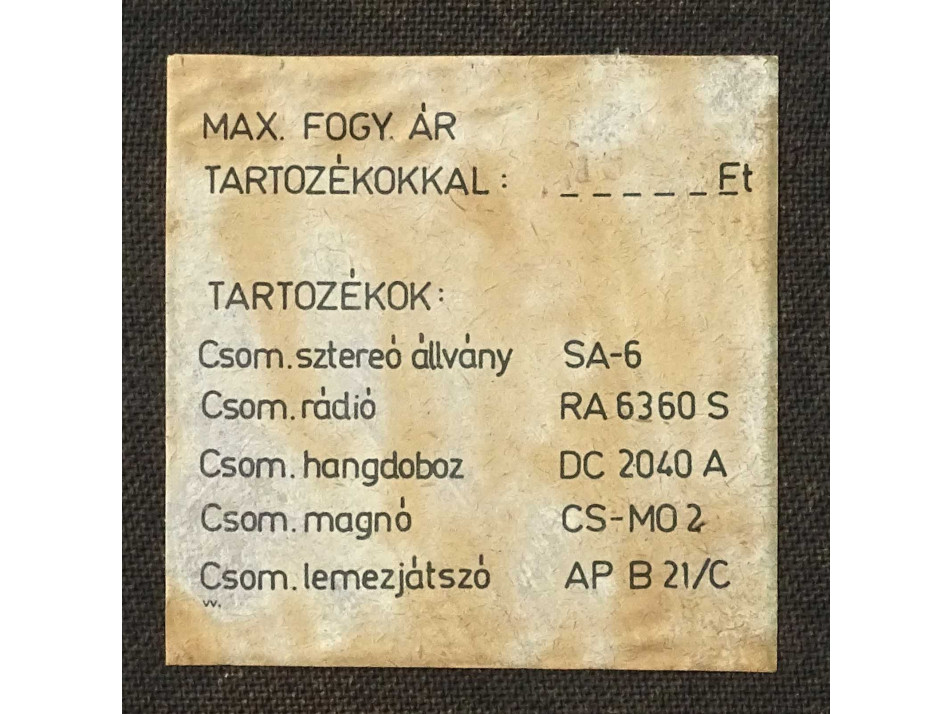 MAX. FOGY. ÁR
TARTOZÉKOKKAL: _ _ _ _ _ Ft
TARTOZÉKOK:
Csom. sztereó állvány SA-6
Csom. rádió RA 6360 S
Csom. hangdoboz DC 2040 A
Csom. magnó CS-MO 2
Csom. lemezjátszó AP B 21/C
w.